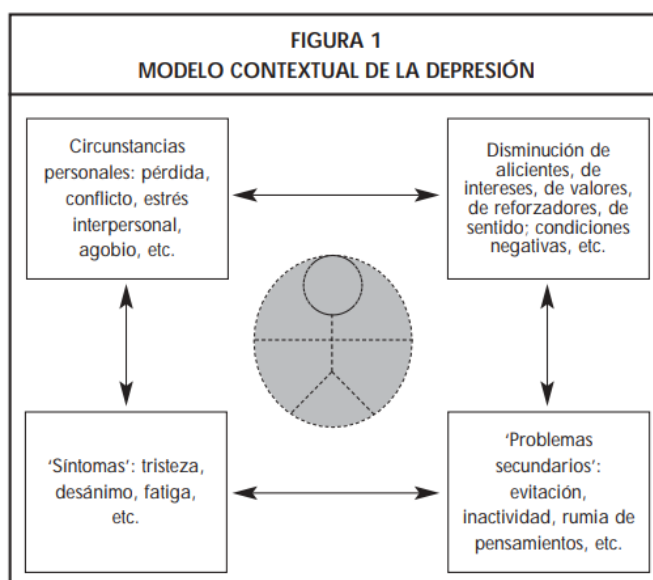 FIGURA 1
MODELO CONTEXTUAL DE LA DEPRESIÓN
Circunstancias
personales: pérdida,
conflicto, estrés
interpersonal,
agobio, etc.
Disminución de
alicientes, de
intereses, de valores,
de reforzadores, de
sentido; condiciones
negativas, etc.
‘Síntomas’: tristeza,
desánimo, fatiga,
etc.
‘Problemas
secundarios’:
evitación,
inactividad, rumia de
pensamientos, etc.